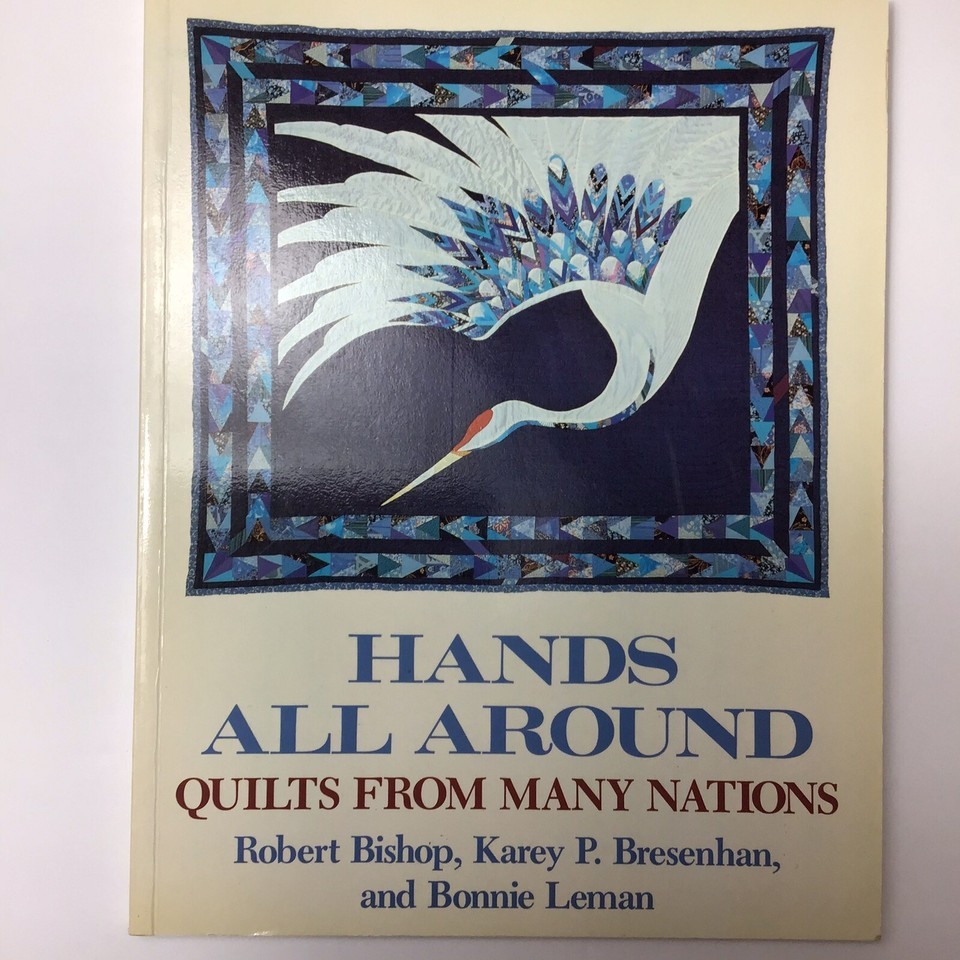 HANDS
ALL AROUND
QUILTS FROM MANY NATIONS
Robert Bishop, Karey P. Bresenhan,
and Bonnie Leman